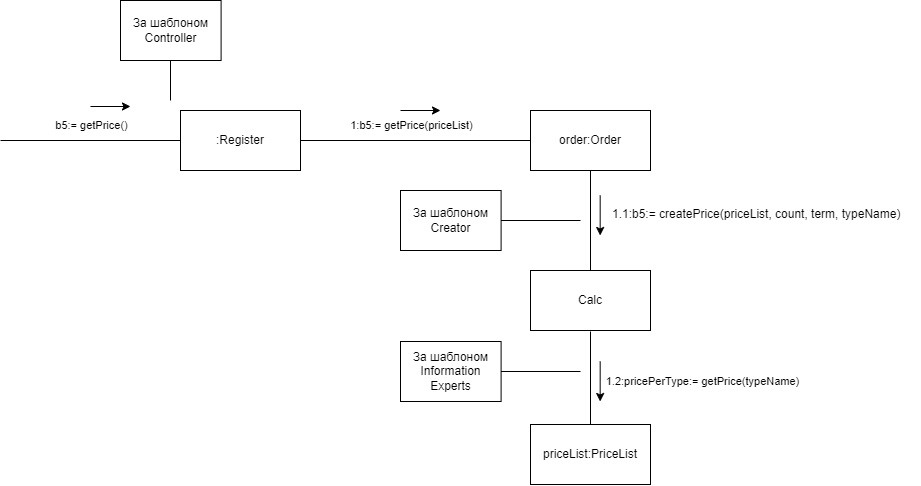 За шаблоном
Controller
b5:= getPrice()
:Register
1:b5:= getPrice(priceList)
order:Order
За шаблоном
Creator
1.1:b5:= createPrice(priceList, count, term, typeName)
Calc
За шаблоном
Information
Experts
1.2:pricePerType:= getPrice(typeName)
priceList:PriceList